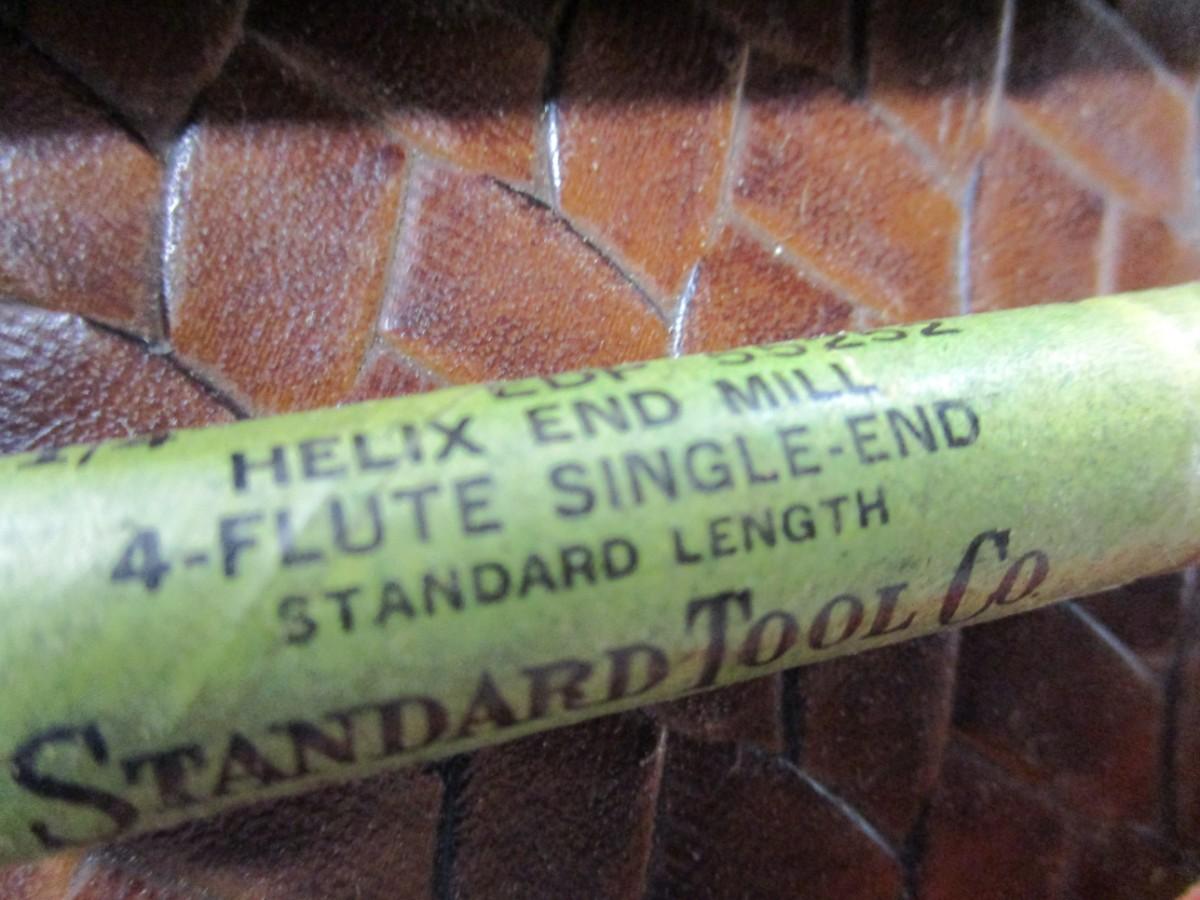 HELIX END MILL
4-FLUTE SINGLE-END
STANDARD LENGTH
STANDARD TOOL Co.